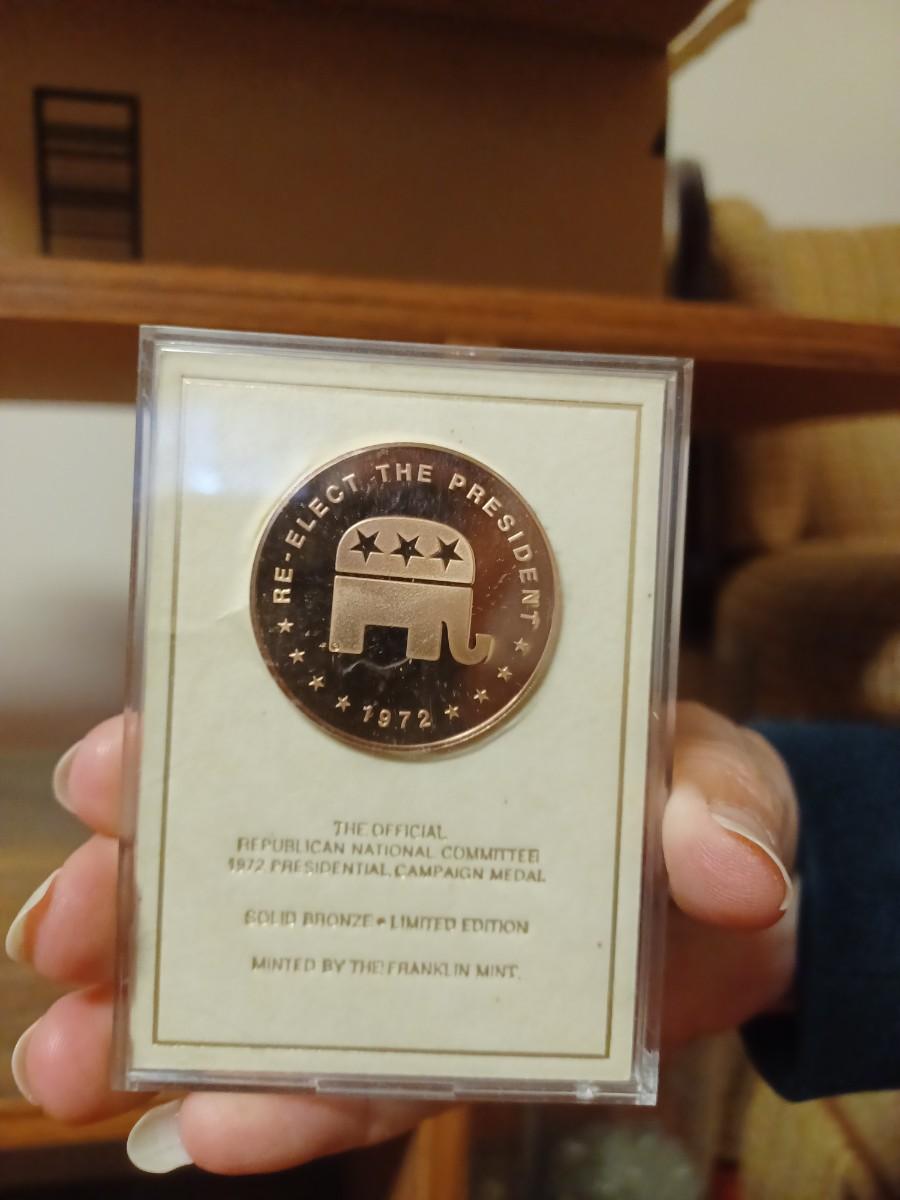 RE-ELECT THE PRESIDENT
1972
THE OFFICIAL
REPUBLICAN NATIONAL COMMITTEE
1972 PRESIDENTIAL CAMPAIGN MEDAL
SOLID BRONZE • LIMITED EDITION
MINTED BY THE FRANKLIN MINT.